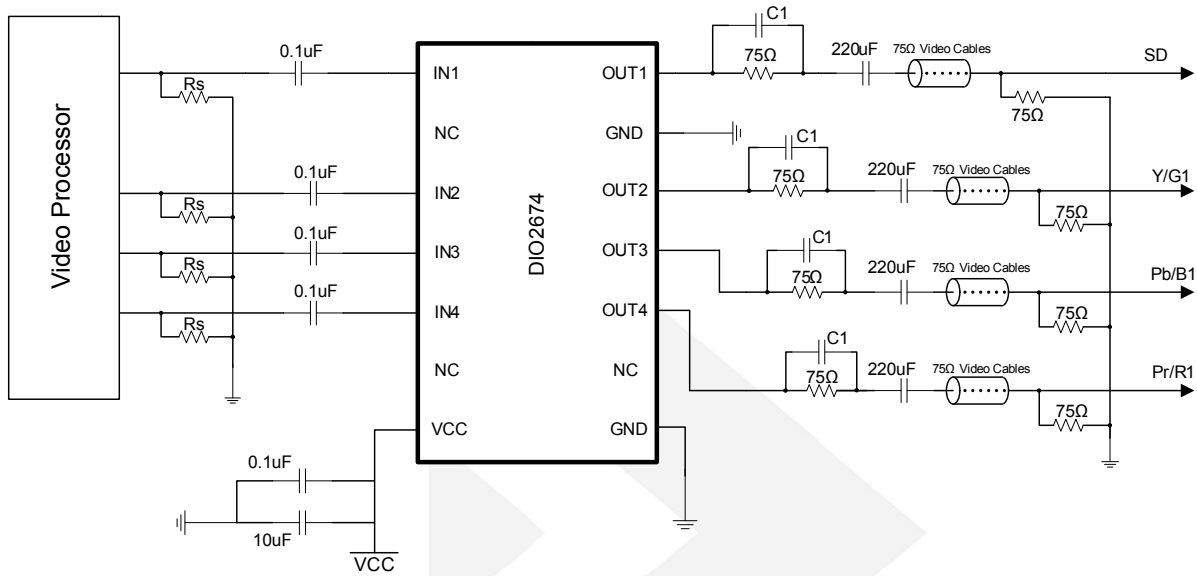 C1
75Ω
220uF
75Ω Video Cables
SD
75Ω
0.1uF
Rs
IN1
OUT1
NC
GND
C1
75Ω
220uF
75Ω Video Cables
Y/G1
75Ω
0.1uF
Rs
IN2
OUT2
Video Processor
DIO2674
0.1uF
Rs
IN3
OUT3
C1
75Ω
220uF
75Ω Video Cables
Pb/B1
75Ω
0.1uF
Rs
IN4
OUT4
C1
75Ω
220uF
75Ω Video Cables
Pr/R1
75Ω
NC
NC
VCC
GND
0.1uF
10uF
VCC